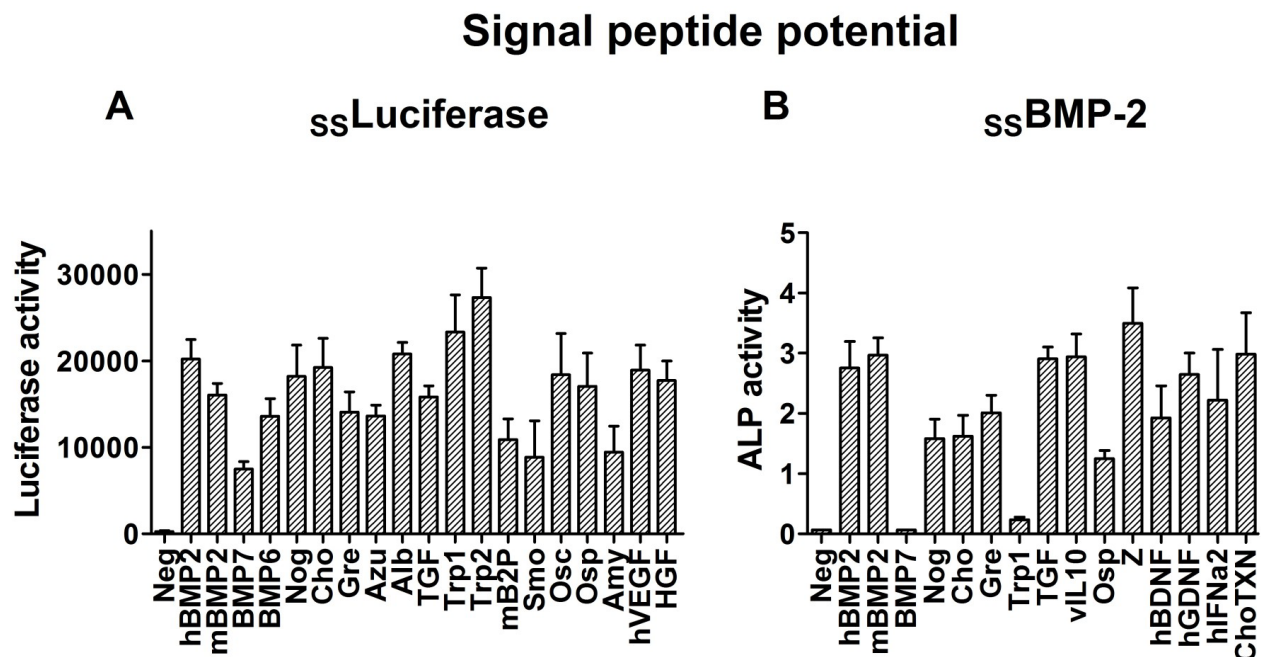 Signal peptide potential
A
SSLuciferase
Luciferase activity
30000
20000
10000
0
Neg
hBMP2
mBMP2
BMIP7
BMIP6
Nog
Cho
Gre
Azu
Alb
TGF
Trp1
Trp2
mB2P
Smo
Osc
Osp
Amy
hVEGF
HGF
B
SSBMP-2
ALP activity
5
4
3
2
1
0
Neg
hBMP2
mBMP2
BMP7
Nog
Cho
Gre
Trp1
TGF
vIL10
Osp
Z
hBDNF
hGDNF
hIFNa2
ChoTXN